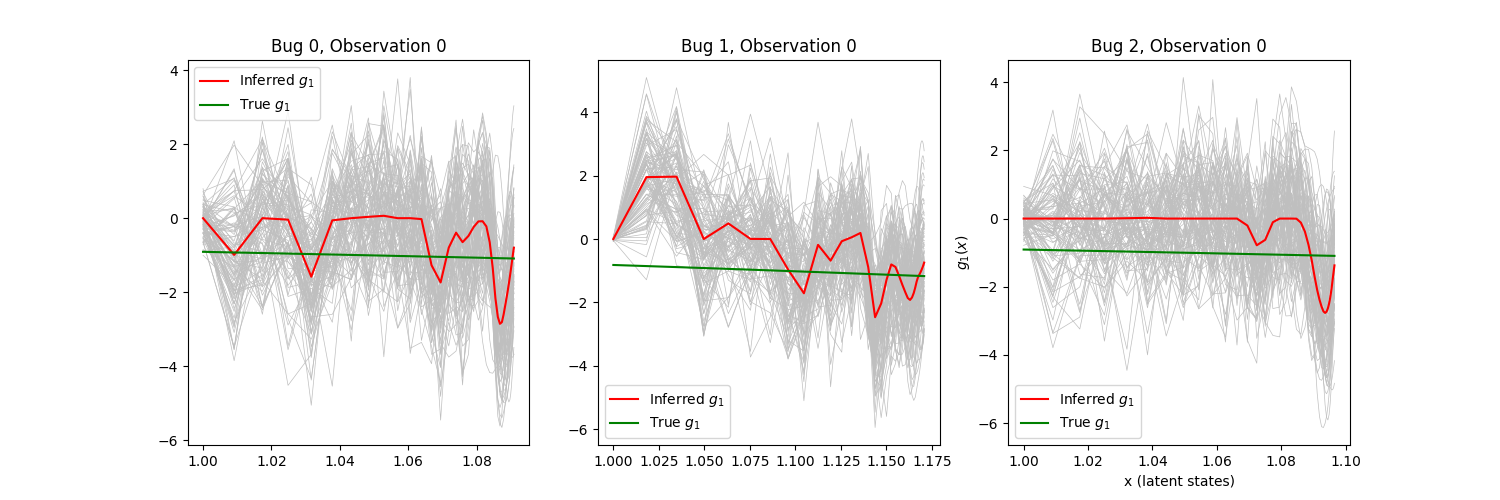 Bug 0, Observation 0
4
2
0
−2
−4
−6
Inferred g₁
True g₁
1.00 1.02 1.04 1.06 1.08
Bug 1, Observation 0
4
2
0
−2
−4
−6
Inferred g₁
True g₁
1.000 1.025 1.050 1.075 1.100 1.125 1.150 1.175
Bug 2, Observation 0
g₁(x)
4
2
0
−2
−4
−6
Inferred g₁
True g₁
1.00 1.02 1.04 1.06 1.08 1.10
x (latent states)